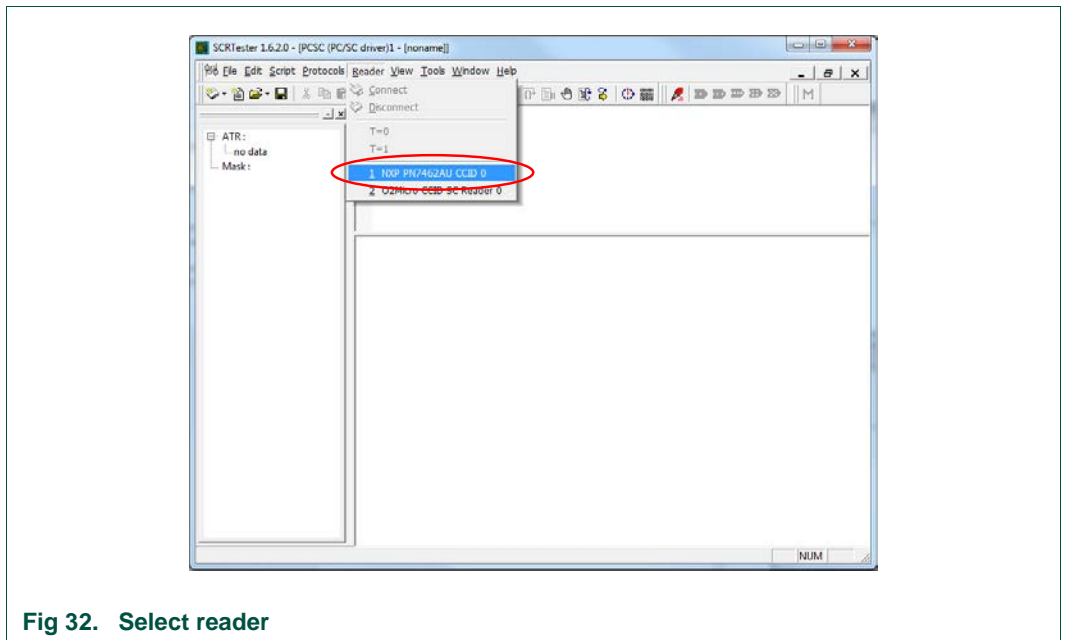 SCRTester 1.6.2.0 - [PCSC (PC/SC driver)1 - [noname]]
File Edit Script Protocols Reader View Tools Window Help
Connect
Disconnect
M
T=0
T=1
ATR:
no data
Mask:
1 NXP PN7462AU CCID 0
2 O2Micro CCID SC Reader 0
NUM
Fig 32. Select reader